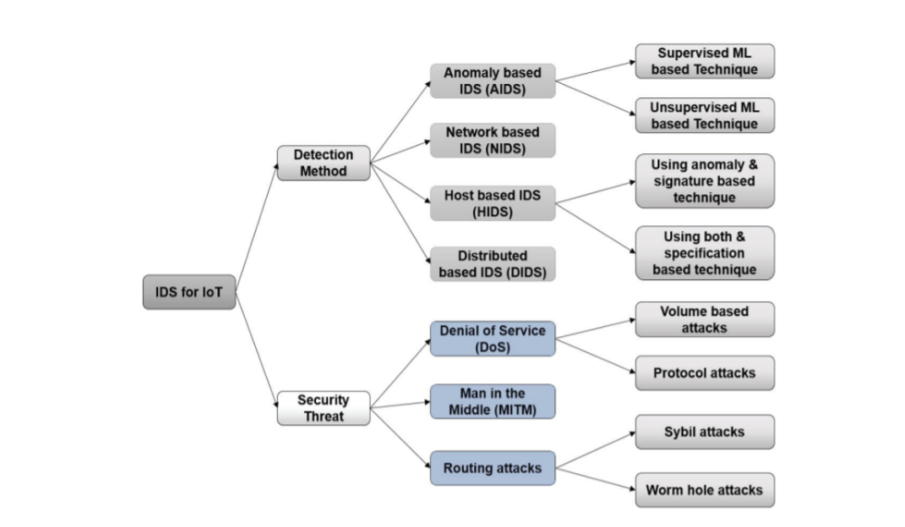 IDS for IoT
Detection
Method
Anomaly based
IDS (AIDS)
Supervised ML
based Technique
Unsupervised ML
based Technique
Network based
IDS (NIDS)
Host based IDS
(HIDS)
Using anomaly &
signature based
technique
Using both &
specification
based technique
Distributed
based IDS (DIDS)
Security
Threat
Denial of Service
(DoS)
Volume based
attacks
Protocol attacks
Man in the
Middle (MITM)
Routing attacks
Sybil attacks
Worm hole attacks